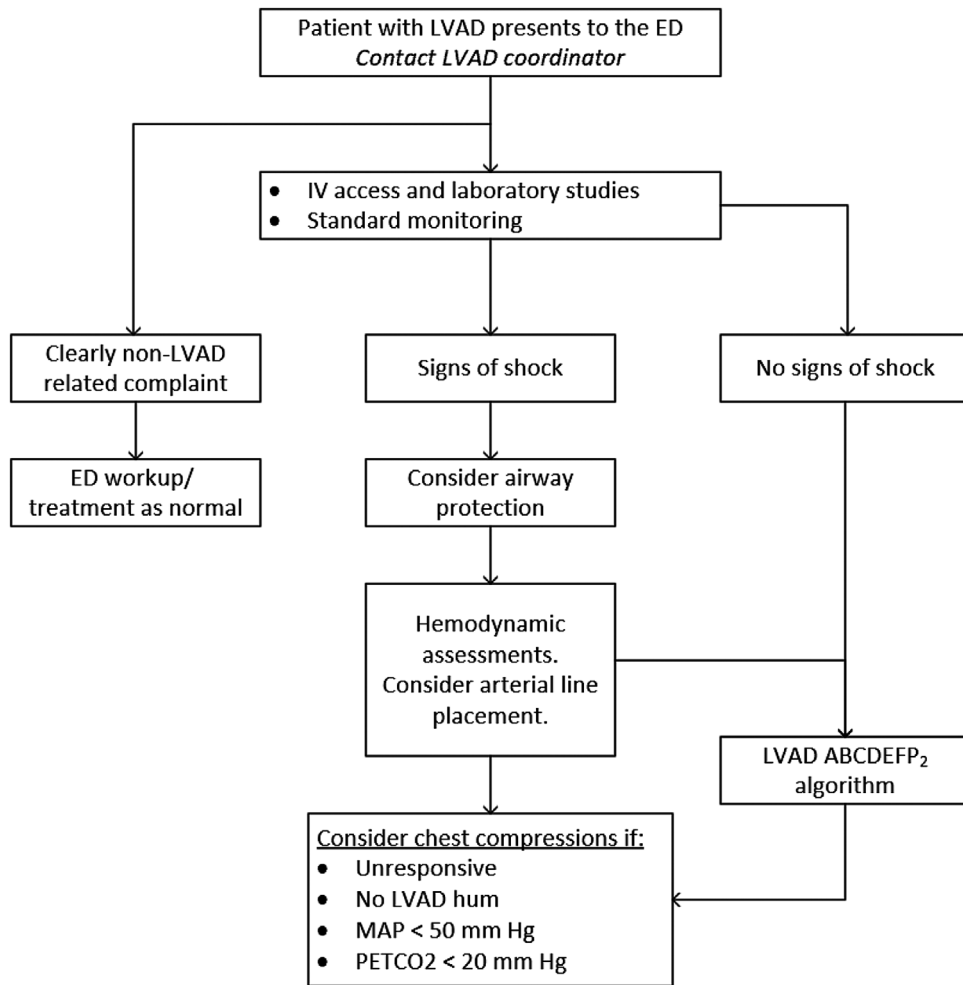 Patient with LVAD presents to the ED
Contact LVAD coordinator
• IV access and laboratory studies
• Standard monitoring
Clearly non-LVAD
related complaint
Signs of shock
No signs of shock
ED workup/
treatment as normal
Consider airway
protection
Hemodynamic
assessments.
Consider arterial line
placement.
LVAD ABCDEFP₂
algorithm
Consider chest compressions if:
• Unresponsive
• No LVAD hum
• MAP < 50 mm Hg
• PETCO2 < 20 mm Hg